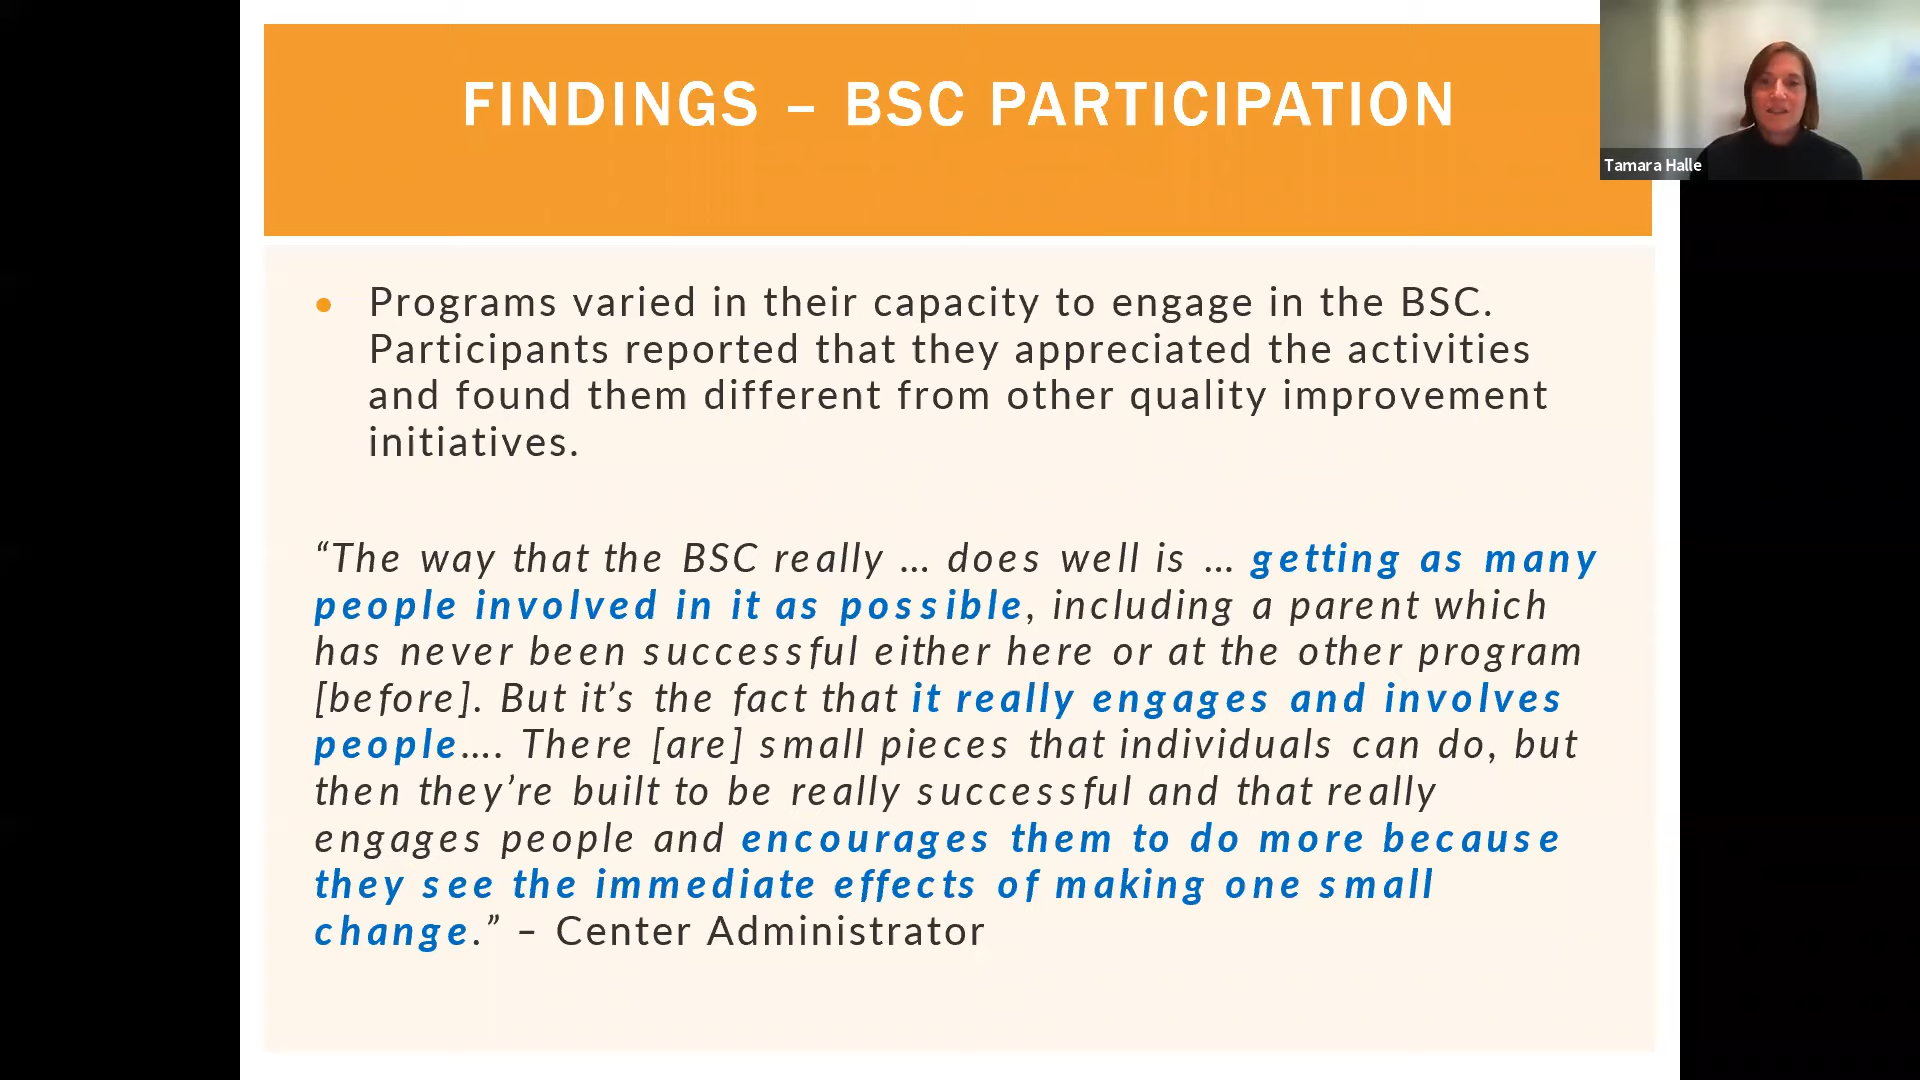 FINDINGS – BSC PARTICIPATION
Tamara Halle
• Programs varied in their capacity to engage in the BSC.
Participants reported that they appreciated the activities
and found them different from other quality improvement
initiatives.
“The way that the BSC really … does well is … getting as many
people involved in it as possible, including a parent which
has never been successful either here or at the other program
[before]. But it’s the fact that it really engages and involves
people…. There [are] small pieces that individuals can do, but
then they’re built to be really successful and that really
engages people and encourages them to do more because
they see the immediate effects of making one small
change.” – Center Administrator